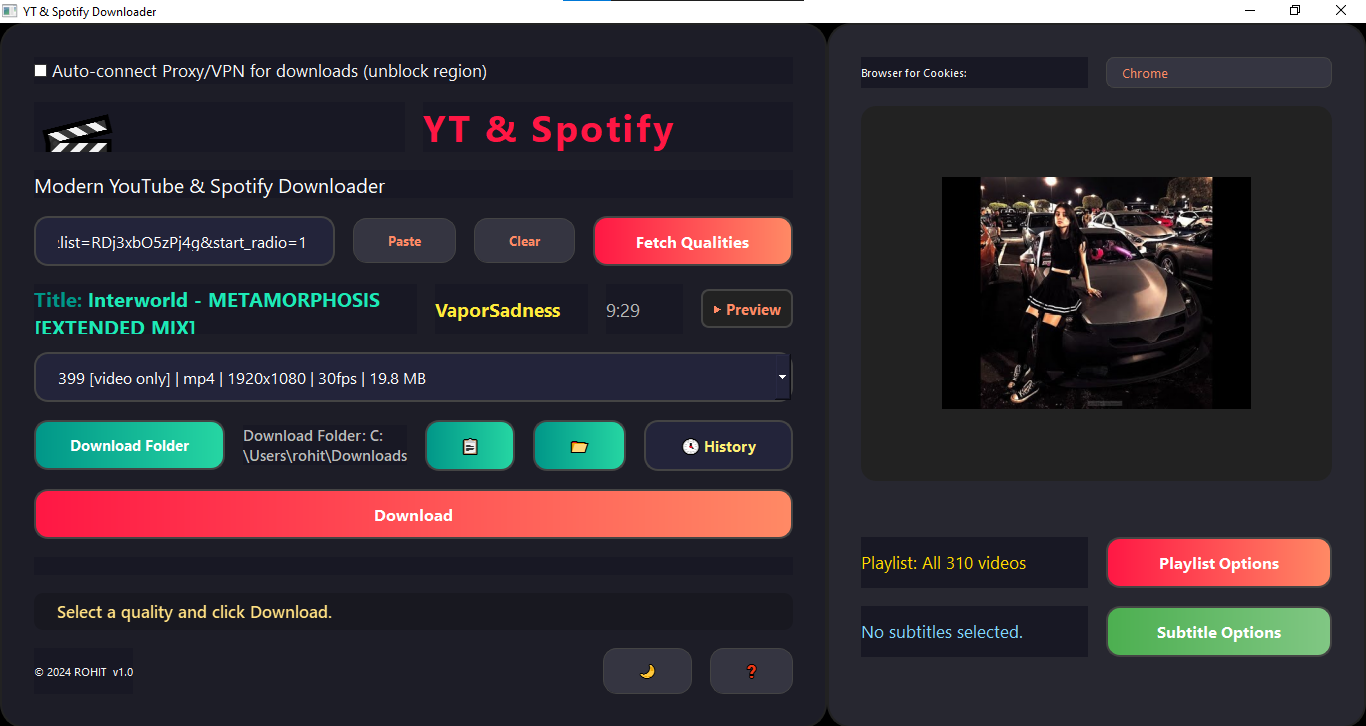 YT & Spotify Downloader
Auto-connect Proxy/VPN for downloads (unblock region)
YT & Spotify
Modern YouTube & Spotify Downloader
:list=RDj3xbO5zPj4g&start_radio=1
Paste
Clear
Fetch Qualities
Title: Interworld - METAMORPHOSIS
[EXTENDED MIX]
VaporSadness
9:29
Preview
399 [video only] | mp4 | 1920x1080 | 30fps | 19.8 MB
Download Folder
Download Folder: C:
\Users\rohit\Downloads
History
Download
Select a quality and click Download.
© 2024 ROHIT v1.0
Browser for Cookies:
Chrome
Playlist: All 310 videos
Playlist Options
No subtitles selected.
Subtitle Options